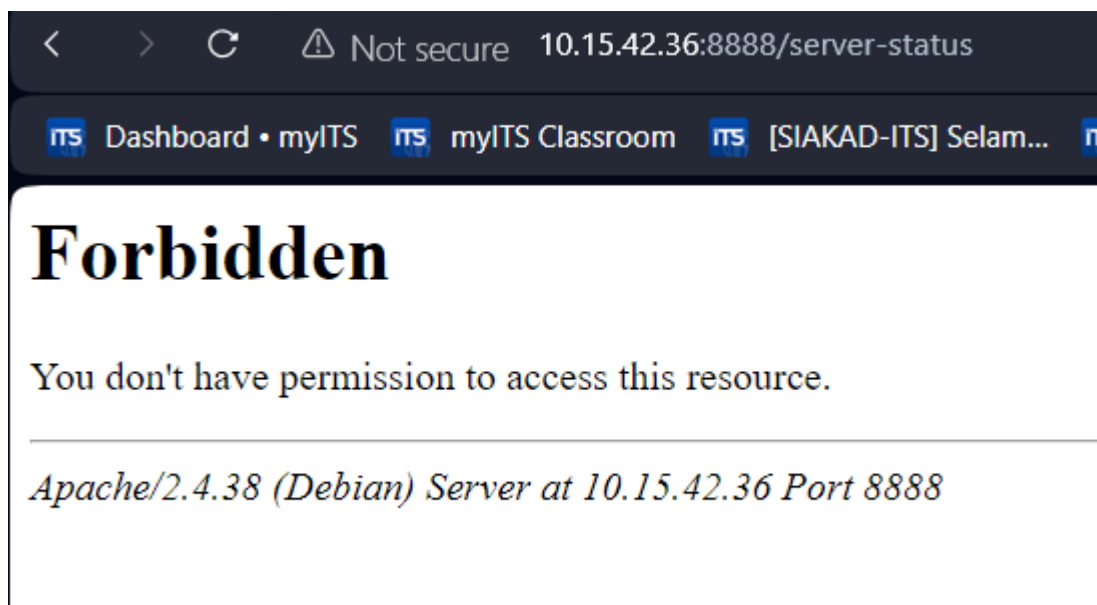 Not secure 10.15.42.36:8888/server-status
iTS Dashboard • myITS iTS myITS Classroom iTS [SIAKAD-ITS] Selam...
Forbidden
You don't have permission to access this resource.
Apache/2.4.38 (Debian) Server at 10.15.42.36 Port 8888